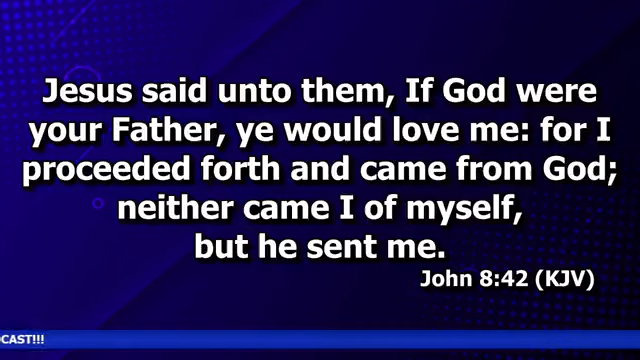 Jesus said unto them, If God were
your Father, ye would love me: for I
proceeded forth and came from God;
neither came I of myself,
but he sent me.
John 8:42 (KJV)
CAST!!!